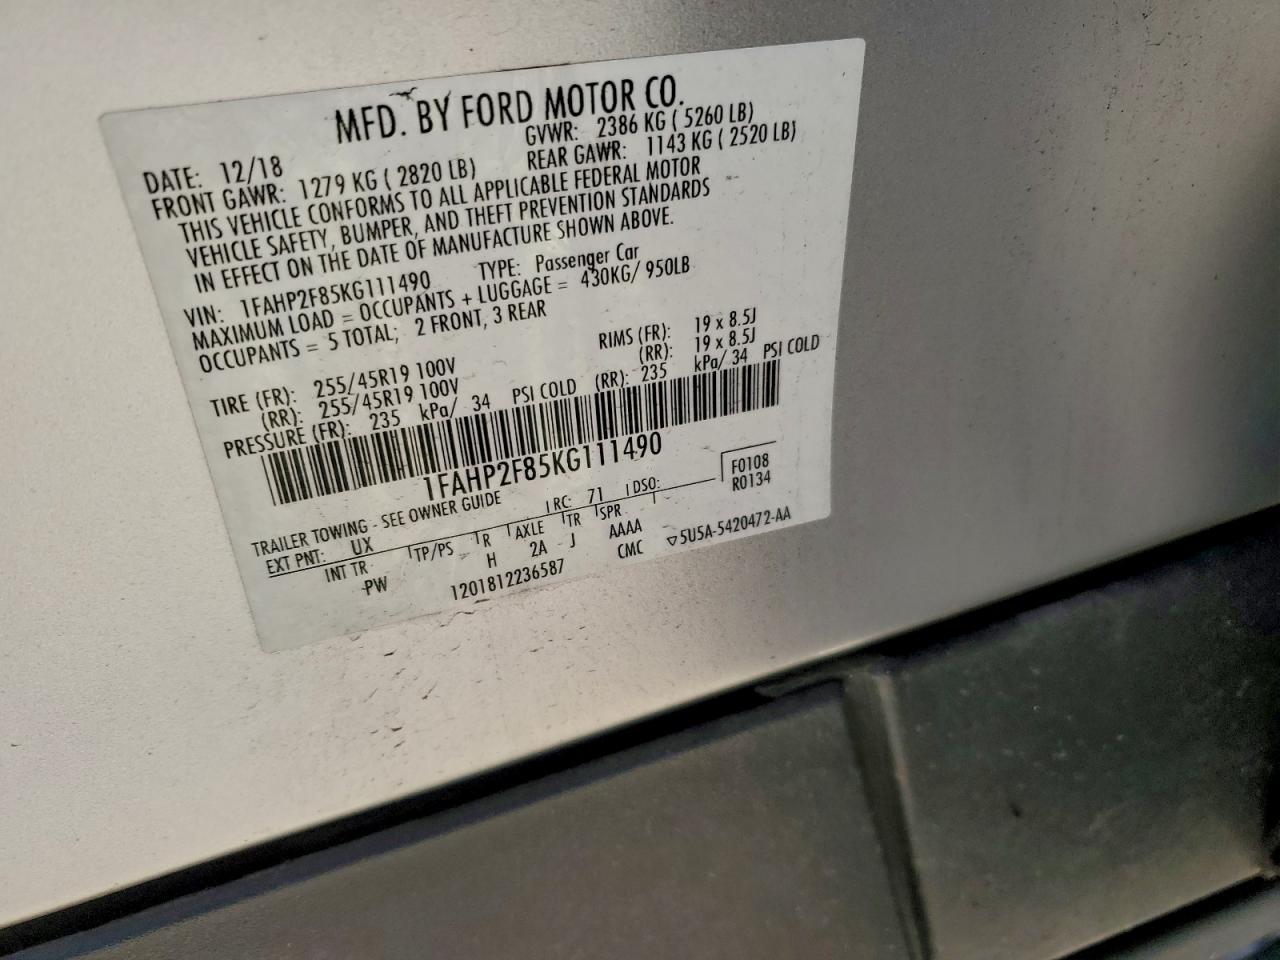 MFD. BY FORD MOTOR CO.
DATE: 12/18 GVWR: 2386 KG ( 5260 LB)
FRONT GAWR: 1279 KG ( 2820 LB) REAR GAWR: 1143 KG ( 2520 LB)
THIS VEHICLE CONFORMS TO ALL APPLICABLE FEDERAL MOTOR
VEHICLE SAFETY, BUMPER, AND THEFT PREVENTION STANDARDS
IN EFFECT ON THE DATE OF MANUFACTURE SHOWN ABOVE.
VIN: 1FAHP2F85KG111490 TYPE: Passenger Car
MAXIMUM LOAD = OCCUPANTS + LUGGAGE = 430KG/ 950LB
OCCUPANTS = 5 TOTAL; 2 FRONT, 3 REAR
TIRE (FR): 255/45R19 100V RIMS (FR): 19 x 8.5J
(RR): 255/45R19 100V (RR): 19 x 8.5J
PRESSURE (FR): 235 kPa/ 34 PSI COLD (RR): 235 kPa/ 34 PSI COLD
1FAHP2F85KG111490
TRAILER TOWING - SEE OWNER GUIDE F0108
EXT PNT: UX RC: 71 DSO: R0134
INT TR TP/PS R AXLE TR SPR
PW H 2A J AAAA
1201812236587 CMC ▽5U5A-5420472-AA